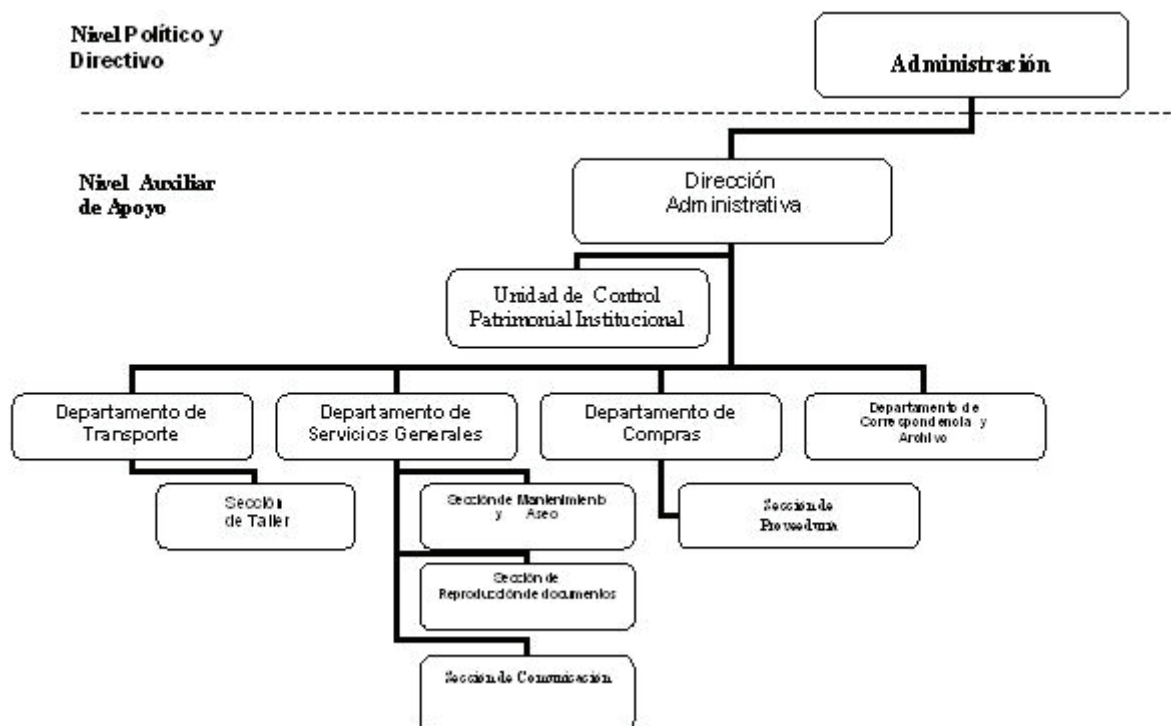 Nivel Político y
Directivo
Administración
Nivel Auxiliar
de Apoyo
Dirección
Administrativa
Unidad de Control
Patrimonial Institucional
Departamento de
Transporte
Departamento de
Servicios Generales
Departamento de
Compras
Departamento de
Correspondencia y
Archivo
Sección
de Taller
Sección de Mantenimiento
y Aseo
Sección de
Proveeduria
Sección de
Reproducción de documentos
Sección de Comunicación